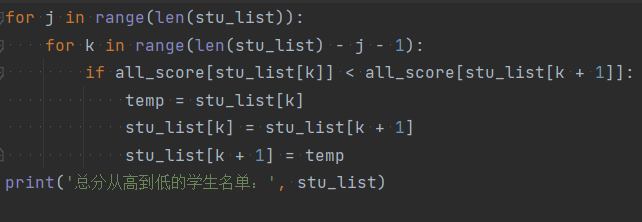 for j in range(len(stu_list)):
    for k in range(len(stu_list) - j - 1):
        if all_score[stu_list[k]] < all_score[stu_list[k + 1]]:
            temp = stu_list[k]
            stu_list[k] = stu_list[k + 1]
            stu_list[k + 1] = temp
print('总分从高到低的学生名单：', stu_list)